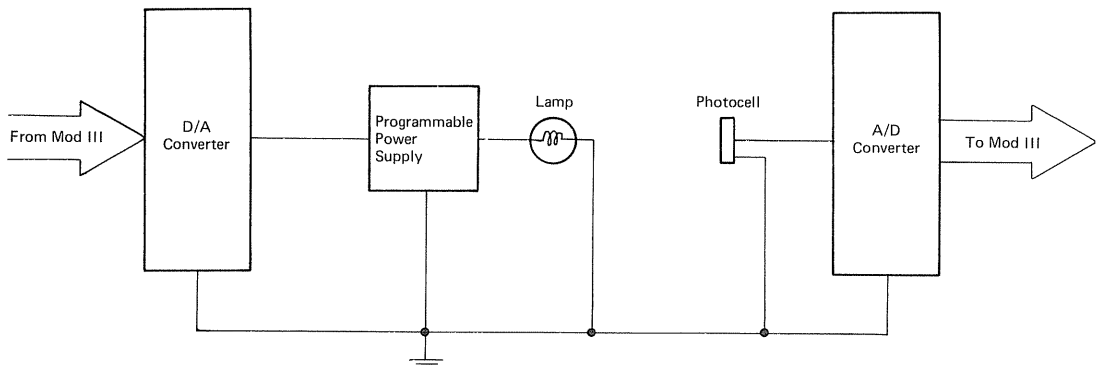 From Mod III
D/A
Converter
Programmable
Power
Supply
Lamp
Photocell
A/D
Converter
To Mod III